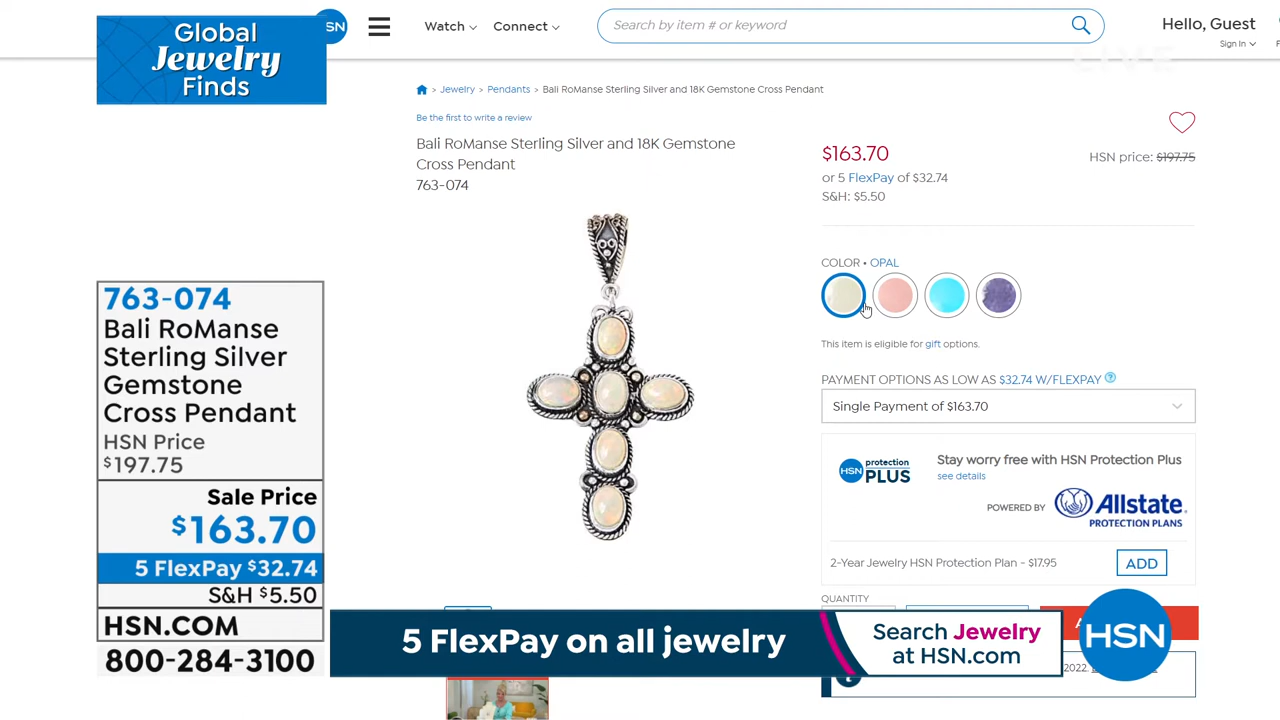 Global
Jewelry
Finds
HSN
Watch
Connect
Search by item # or keyword
Hello, Guest
Sign In
LIVE
Jewelry > Pendants > Bali RoManse Sterling Silver and 18K Gemstone Cross Pendant
Be the first to write a review
Bali RoManse Sterling Silver and 18K Gemstone
Cross Pendant
763-074
$163.70
HSN price: $197.75
or 5 FlexPay of $32.74
S&H: $5.50
COLOR • OPAL
This item is eligible for gift options.
PAYMENT OPTIONS AS LOW AS $32.74 W/FLEXPAY ?
Single Payment of $163.70
HSN protection PLUS
Stay worry free with HSN Protection Plus
see details
POWERED BY Allstate.
PROTECTION PLANS
2-Year Jewelry HSN Protection Plan - $17.95
ADD
QUANTITY
2022.
763-074
Bali RoManse
Sterling Silver
Gemstone
Cross Pendant
HSN Price
$197.75
Sale Price
$163.70
5 FlexPay $32.74
S&H $5.50
HSN.COM
800-284-3100
5 FlexPay on all jewelry
Search Jewelry
at HSN.com
HSN